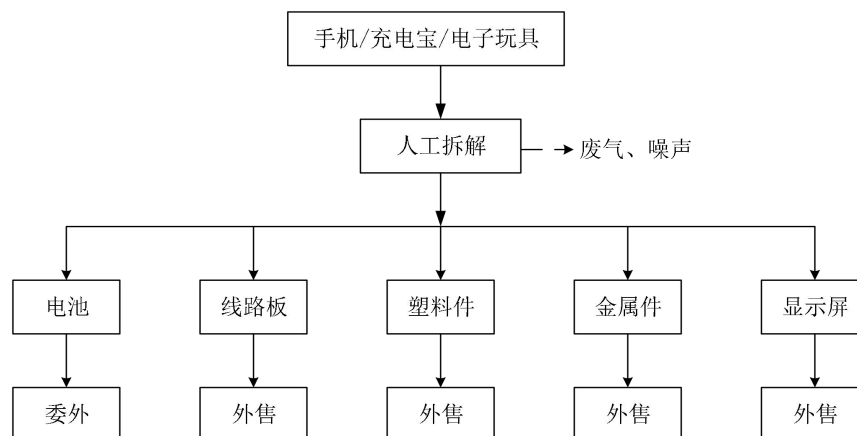 手机/充电宝/电子玩具
人工拆解
废气、噪声
电池
线路板
塑料件
金属件
显示屏
委外
外售
外售
外售
外售